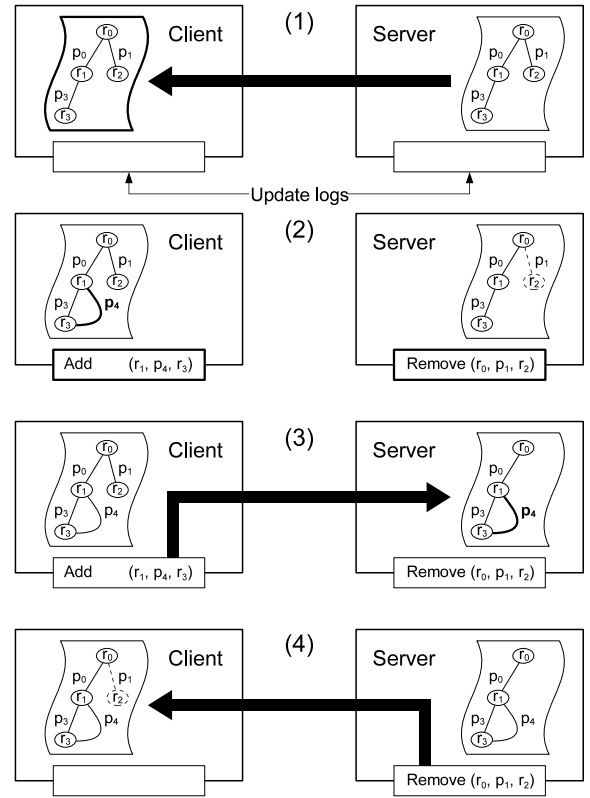 Client (1) Server
r₀ r₀
p₀ p₁ p₀ p₁
r₁ r₂ r₁ r₂
p₃ p₃
r₃ r₃
Update logs
Client (2) Server
r₀ r₀
p₀ p₁ p₀ p₁
r₁ r₂ r₁ r₂
p₃ p₄ p₃
r₃ r₃
Add (r₁, p₄, r₃) Remove (r₀, p₁, r₂)
Client (3) Server
r₀ r₀
p₀ p₁ p₀
r₁ r₂ r₁
p₃ p₄ p₃ p₄
r₃ r₃
Add (r₁, p₄, r₃) Remove (r₀, p₁, r₂)
Client (4) Server
r₀ r₀
p₀ p₁ p₀
r₁ r₂ r₁
p₃ p₄ p₃ p₄
r₃ r₃
Remove (r₀, p₁, r₂)